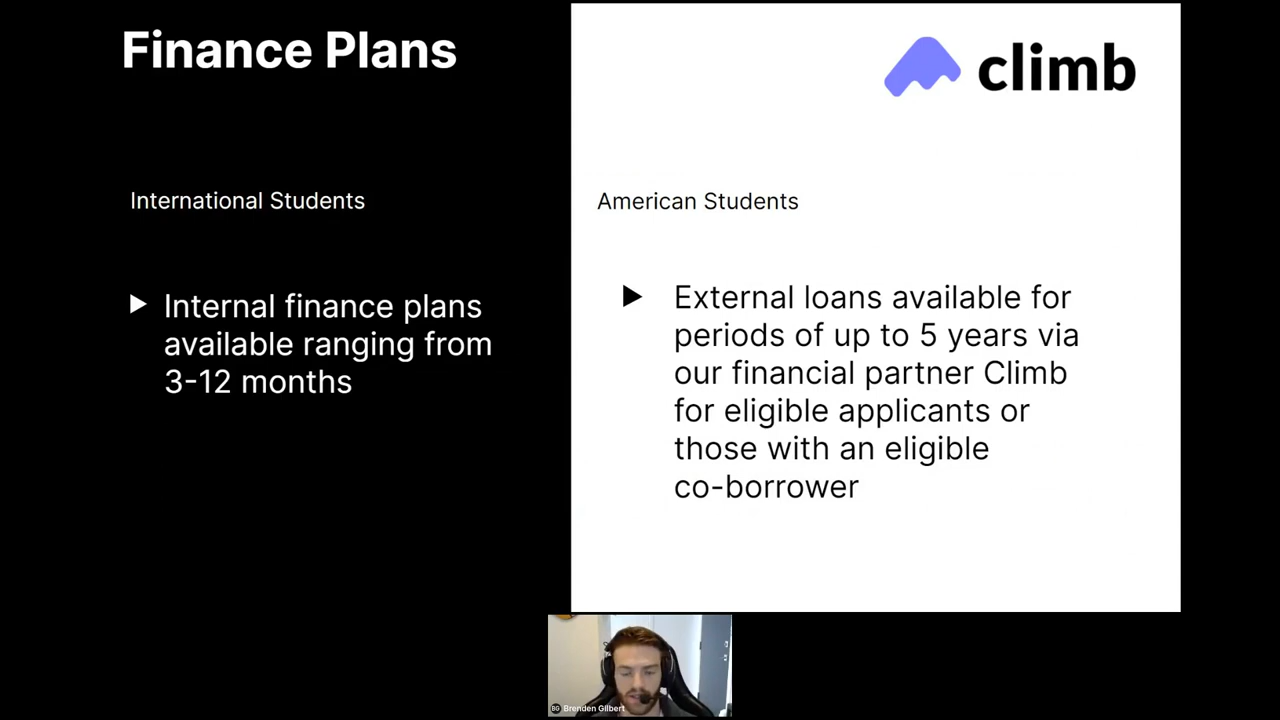 Finance Plans
climb
International Students
American Students
Internal finance plans
available ranging from
3-12 months
External loans available for
periods of up to 5 years via
our financial partner Climb
for eligible applicants or
those with an eligible
co-borrower
BG Brenden Gilbert